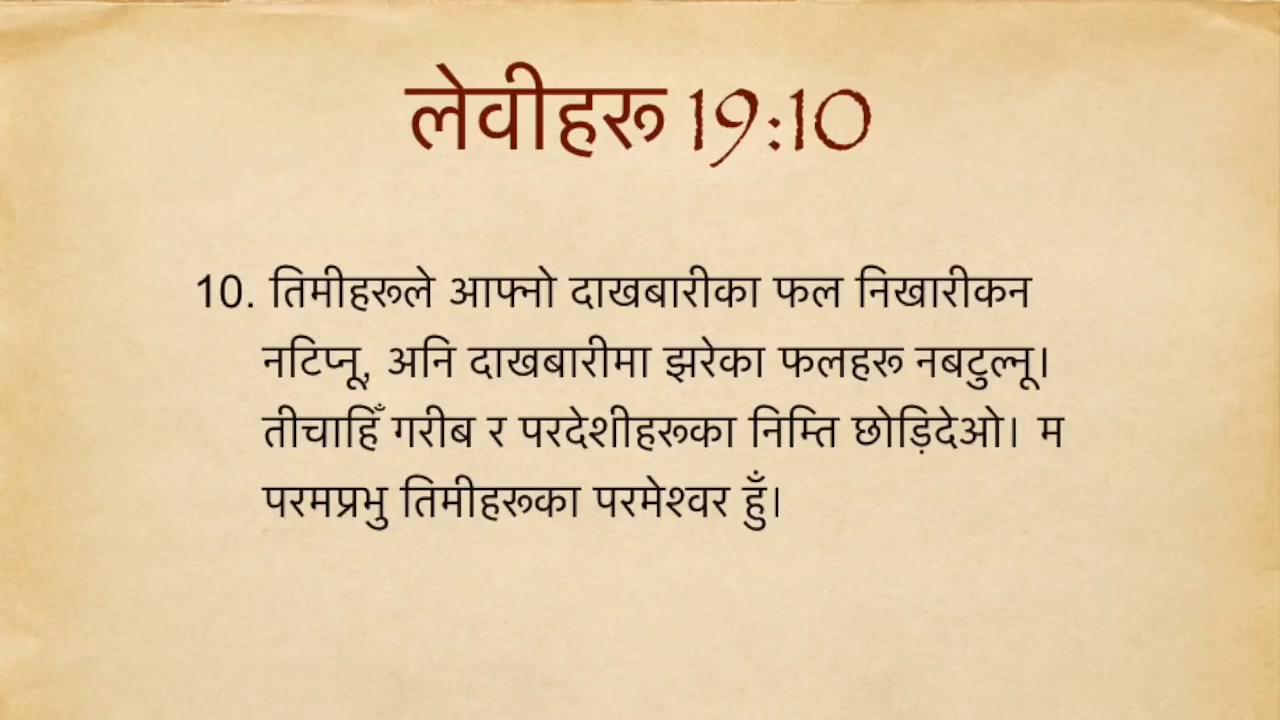 लेवीहरू 19:10
10. तिमीहरूले आफ्नो दाखबारीका फल निखारीकन
नटिप्नू, अनि दाखबारीमा झरेका फलहरू नबटुल्नू।
तीचाहिँ गरीब र परदेशीहरूका निम्ति छोड़िदेओ। म
परमप्रभु तिमीहरूका परमेश्वर हुँ।